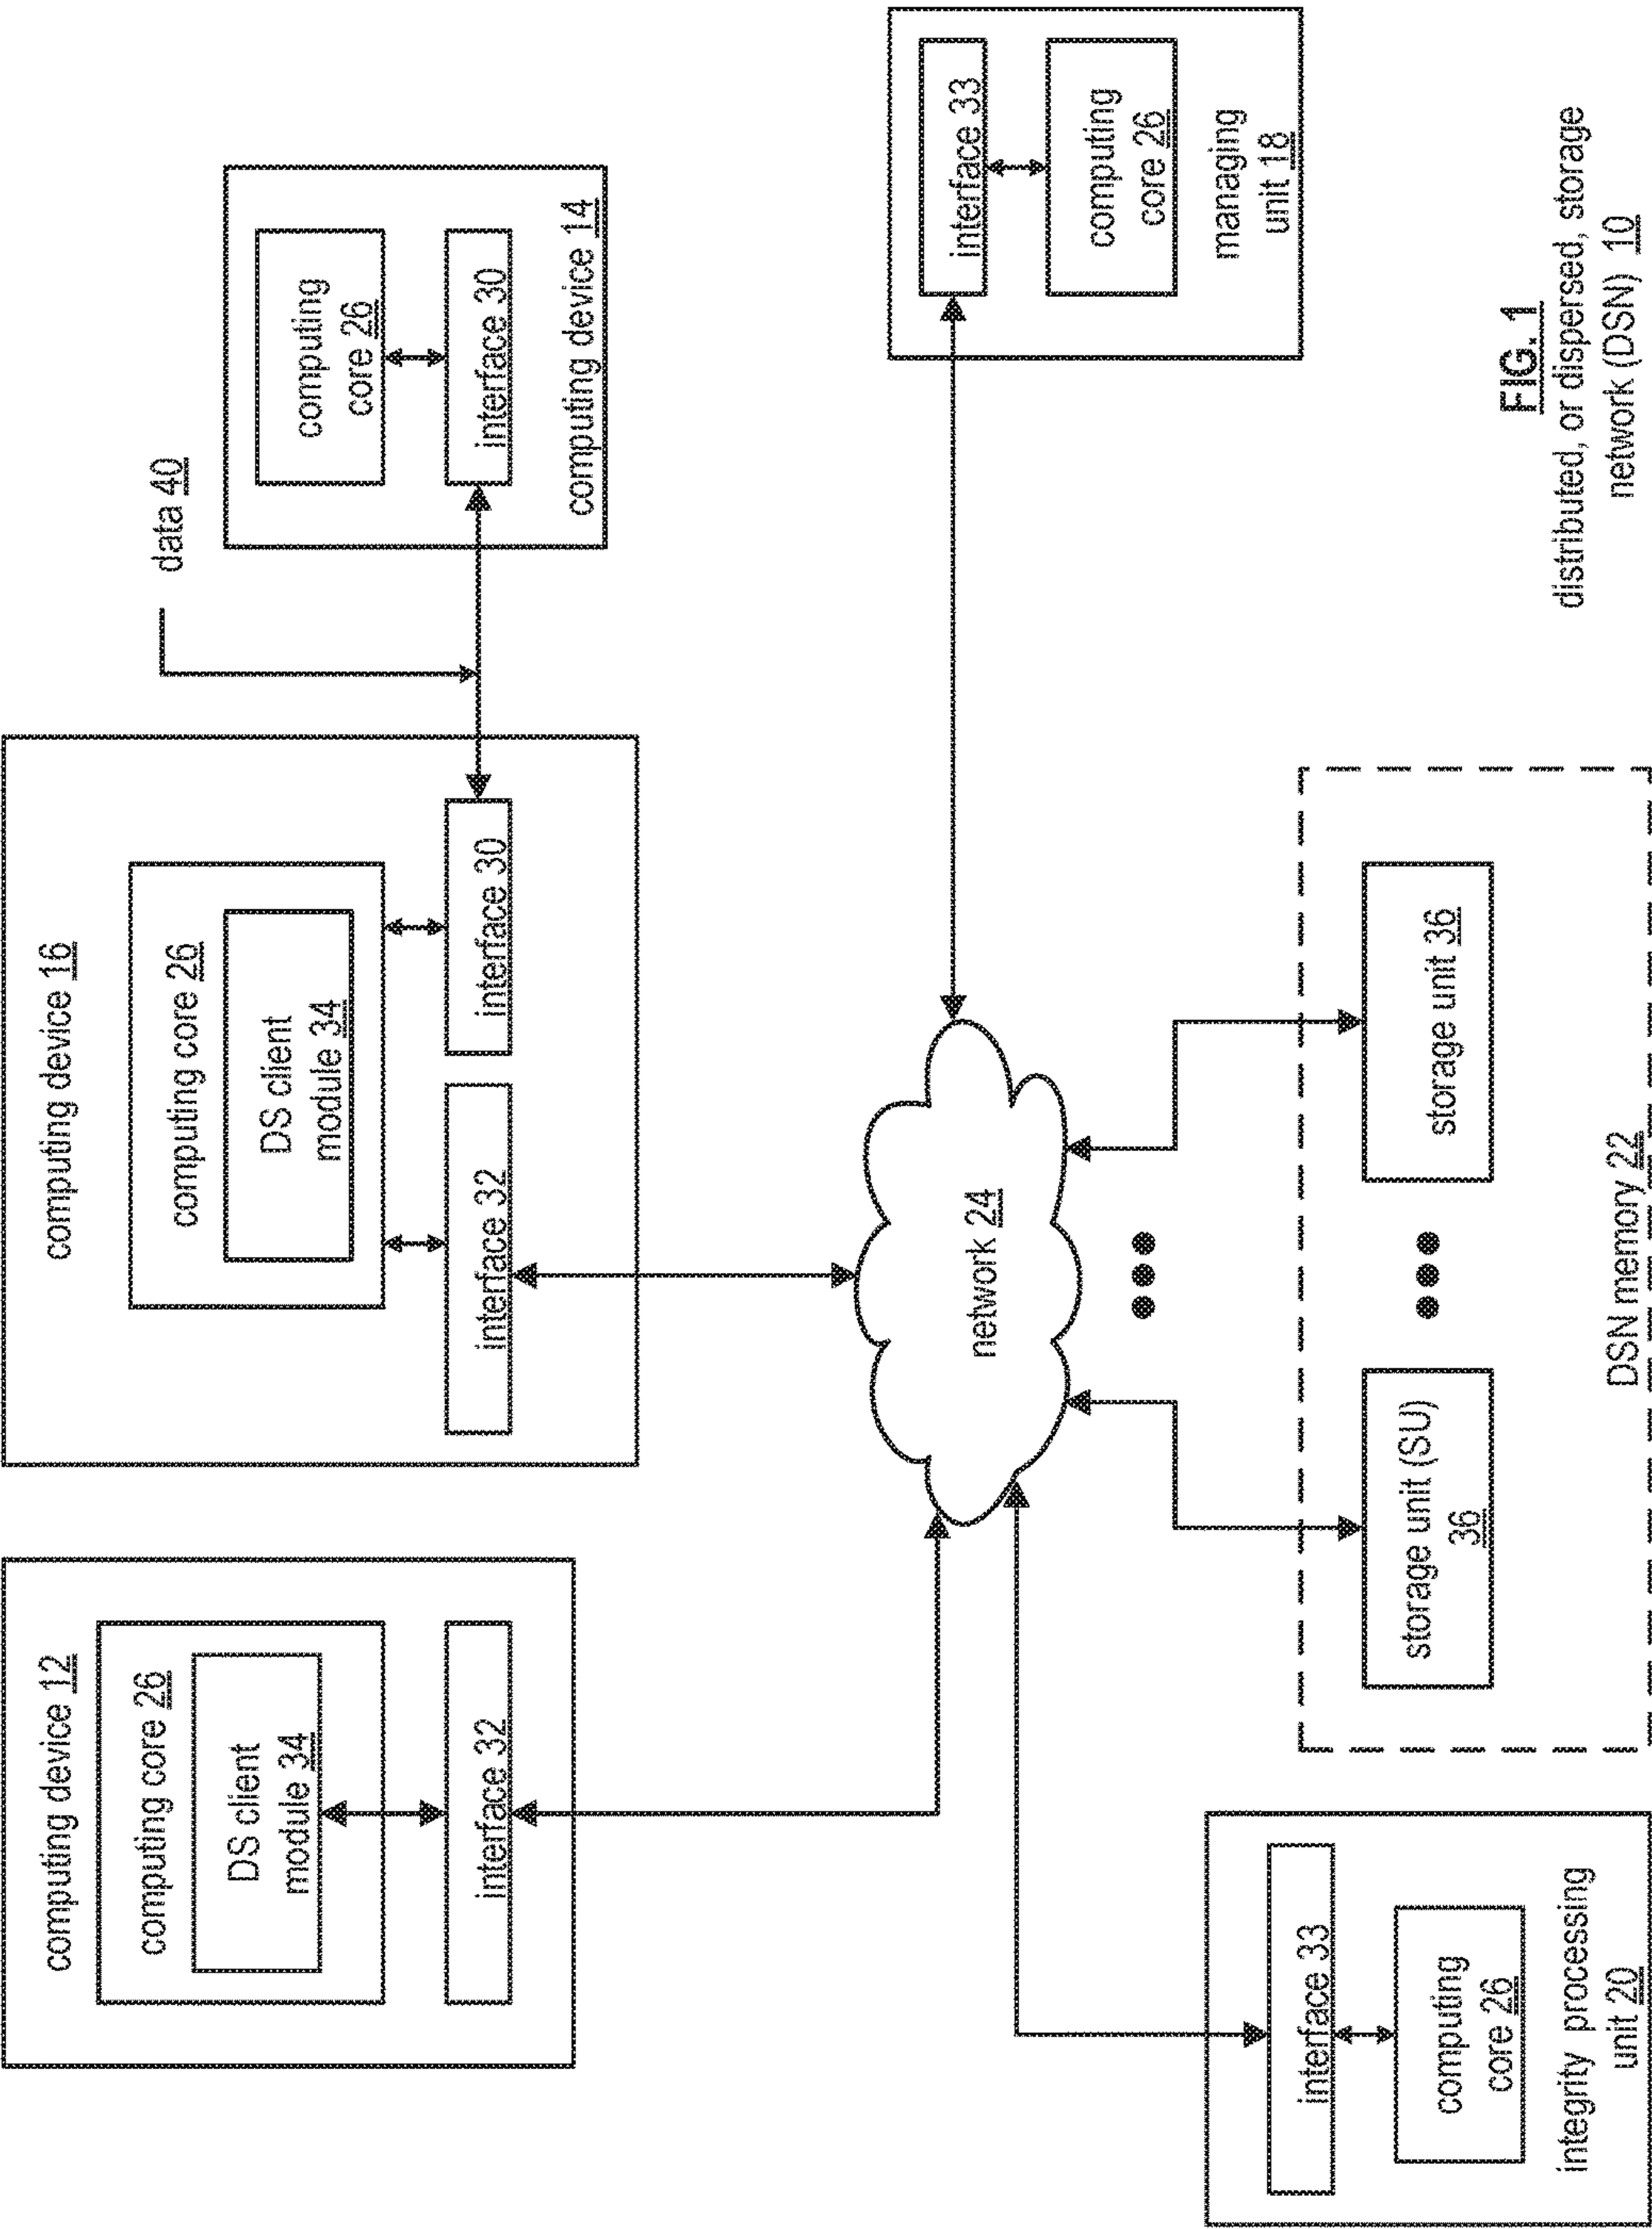 computing device 12
computing core 26
DS client
module 34
interface 32
computing device 16
computing core 26
DS client
module 34
interface 32
interface 30
data 40
computing
core 26
interface 30
computing device 14
network 24
interface 33
computing
core 26
managing
unit 18
interface 33
computing
core 26
integrity processing
unit 20
storage unit (SU)
36
storage unit 36
DSN memory 22
FIG. 1
distributed, or dispersed, storage
network (DSN) 10